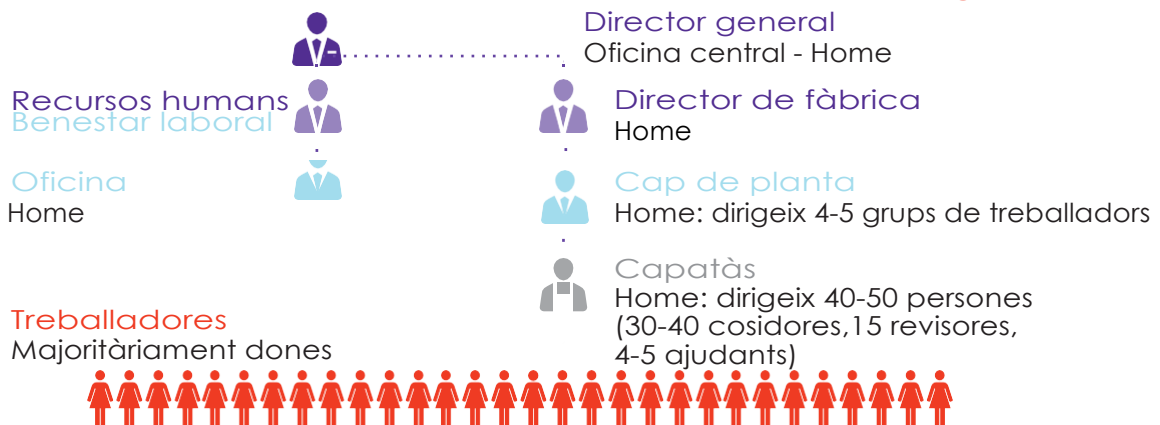 Director general
Oficina central - Home
Recursos humans
Benestar laboral
Director de fàbrica
Home
Oficina
Home
Cap de planta
Home: dirigeix 4-5 grups de treballadors
Capatàs
Home: dirigeix 40-50 persones
(30-40 cosidores,15 revisores,
4-5 ajudants)
Treballadores
Majoritàriament dones